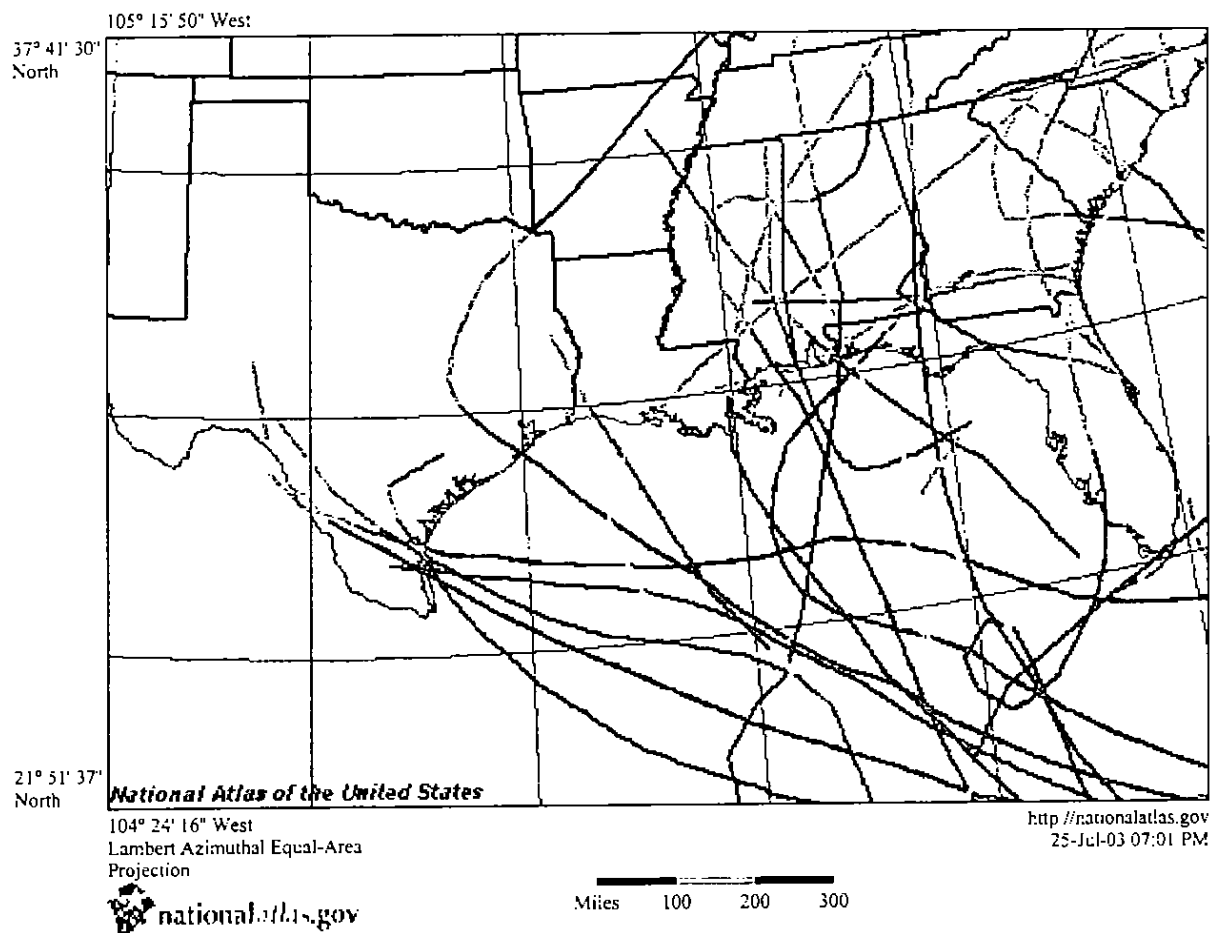 105° 15' 50" West
37° 41' 30"
North
21° 51' 37"
North
National Atlas of the United States
104° 24' 16" West
Lambert Azimuthal Equal-Area
Projection
http //nationalatlas.gov
25-Jul-03 07:01 PM
Miles 100 200 300
nationalatlas.gov